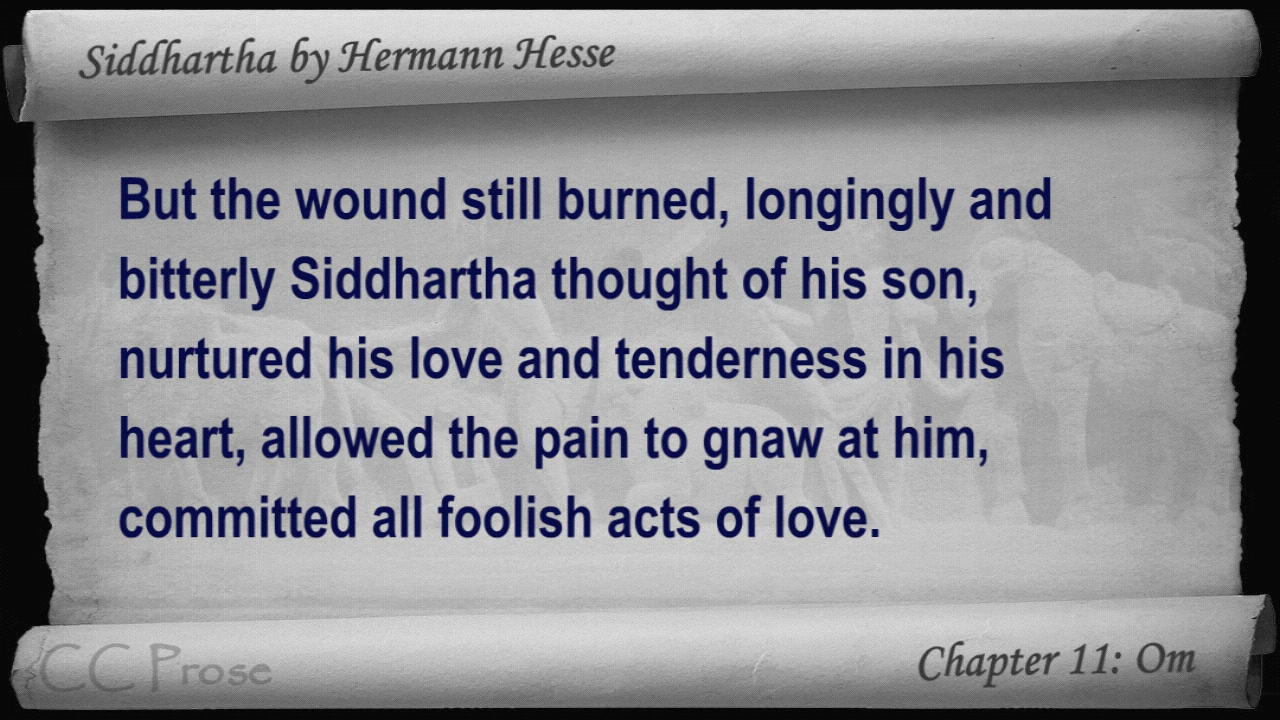 Siddhartha by Hermann Hesse
But the wound still burned, longingly and
bitterly Siddhartha thought of his son,
nurtured his love and tenderness in his
heart, allowed the pain to gnaw at him,
committed all foolish acts of love.
CC Prose
Chapter 11: Om